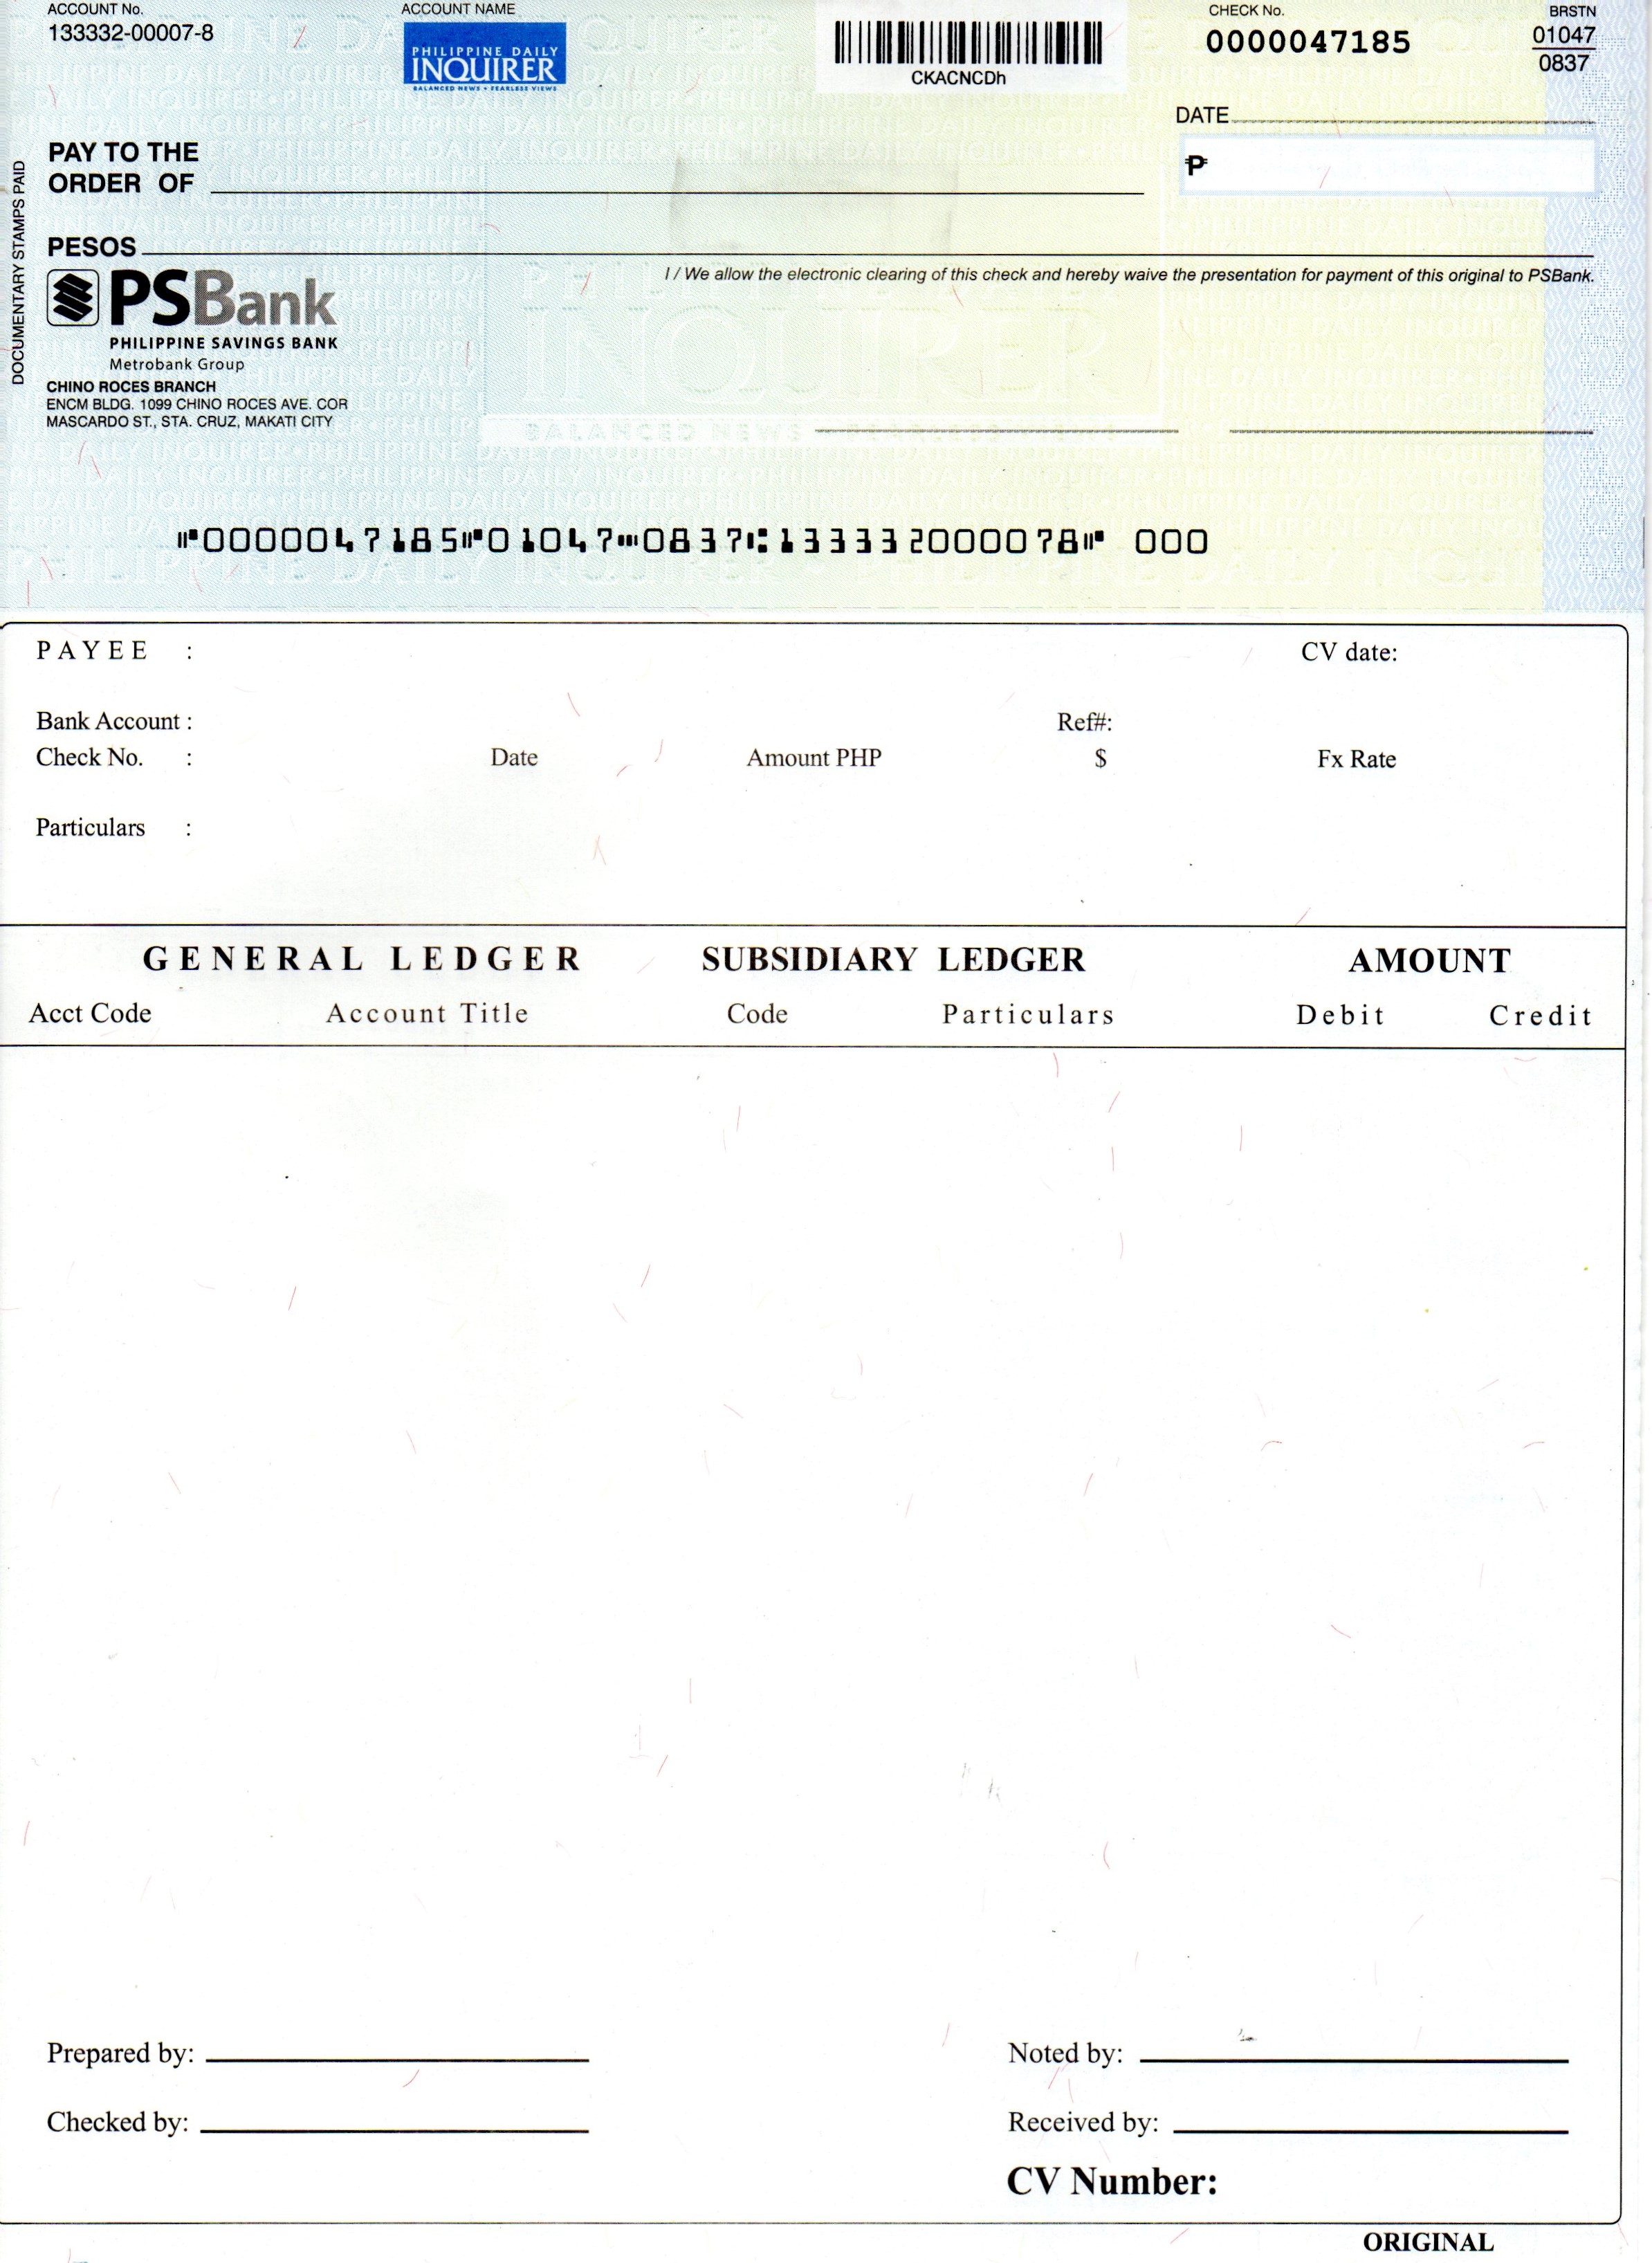 ACCOUNT No.
133332-00007-8
ACCOUNT NAME
PHILIPPINE DAILY
INQUIRER
BALANCED NEWS • FEARLESS VIEWS
CKACNCDh
CHECK No.
0000047185
BRSTN
01047
0837
DATE
DOCUMENTARY STAMPS PAID
PAY TO THE
ORDER OF
₱
PESOS
I / We allow the electronic clearing of this check and hereby waive the presentation for payment of this original to PSBank.
PSBank
PHILIPPINE SAVINGS BANK
Metrobank Group
CHINO ROCES BRANCH
ENCM BLDG. 1099 CHINO ROCES AVE. COR
MASCARDO ST., STA. CRUZ, MAKATI CITY
PHILIPPINE DAILY
INQUIRER
BALANCED NEWS
⑈0000047185⑈01047⑉0837⑆133332000078⑈ 000
PAYEE :
CV date:
Bank Account :
Ref#:
Check No. : Date Amount PHP $ Fx Rate
Particulars :
GENERAL LEDGER SUBSIDIARY LEDGER AMOUNT
Acct Code Account Title Code Particulars Debit Credit
Prepared by: Noted by:
Checked by: Received by:
CV Number:
ORIGINAL